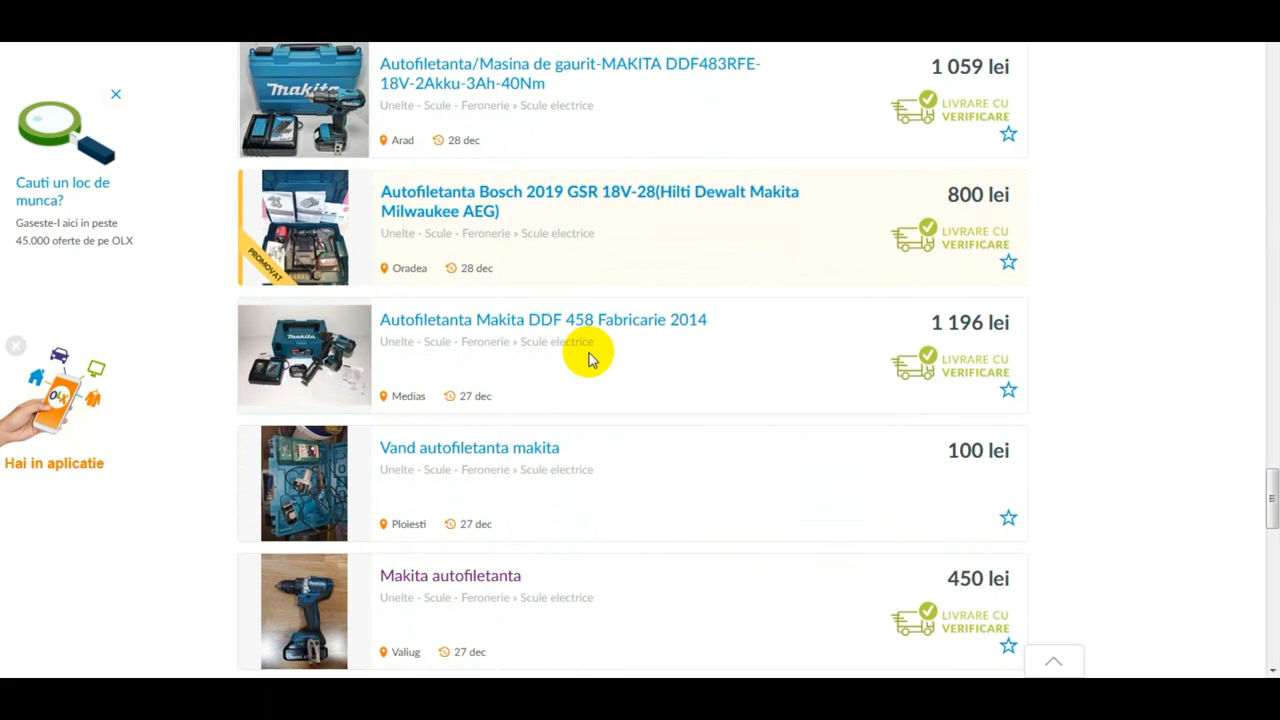 Cauti un loc de
munca?
Gaseste-l aici in peste
45.000 oferte de pe OLX
OLX
Hai in aplicatie
makita
Autofiletanta/Masina de gaurit-MAKITA DDF483RFE-
18V-2Akku-3Ah-40Nm
1 059 lei
Unelte - Scule - Feronerie » Scule electrice
LIVRARE CU
VERIFICARE
Arad 28 dec
PROMOVAT
Autofiletanta Bosch 2019 GSR 18V-28(Hilti Dewalt Makita
Milwaukee AEG)
800 lei
Unelte - Scule - Feronerie » Scule electrice
LIVRARE CU
VERIFICARE
Oradea 28 dec
makita
Autofiletanta Makita DDF 458 Fabricarie 2014
1 196 lei
Unelte - Scule - Feronerie » Scule electrice
LIVRARE CU
VERIFICARE
Medias 27 dec
Vand autofiletanta makita
100 lei
Unelte - Scule - Feronerie » Scule electrice
Ploiesti 27 dec
Makita autofiletanta
450 lei
Unelte - Scule - Feronerie » Scule electrice
LIVRARE CU
VERIFICARE
Valiug 27 dec